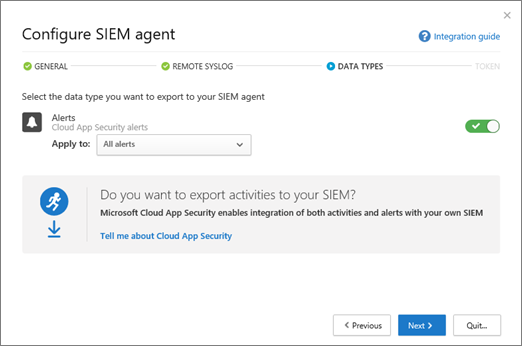 Configure SIEM agent
Integration guide
GENERAL
REMOTE SYSLOG
DATA TYPES
TOKEN
Select the data type you want to export to your SIEM agent
Alerts
Cloud App Security alerts
Apply to: All alerts
Do you want to export activities to your SIEM?
Microsoft Cloud App Security enables integration of both activities and alerts with your own SIEM
Tell me about Cloud App Security
Previous
Next
Quit...